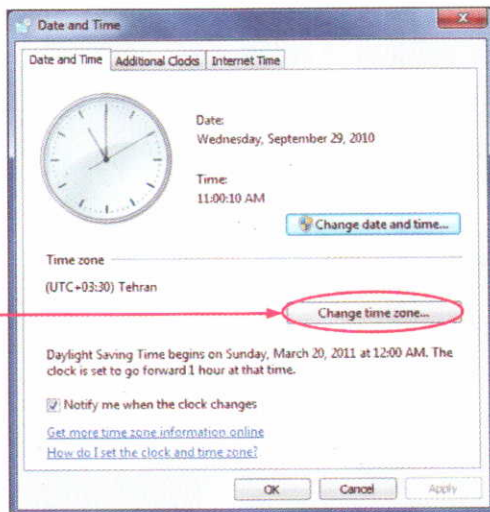 Date and Time
Date and Time Additional Clocks Internet Time
Date:
Wednesday, September 29, 2010
Time:
11:00:10 AM
Change date and time...
Time zone
(UTC+03:30) Tehran
Change time zone...
Daylight Saving Time begins on Sunday, March 20, 2011 at 12:00 AM. The
clock is set to go forward 1 hour at that time.
Notify me when the clock changes
Get more time zone information online
How do I set the clock and time zone?
OK Cancel Apply